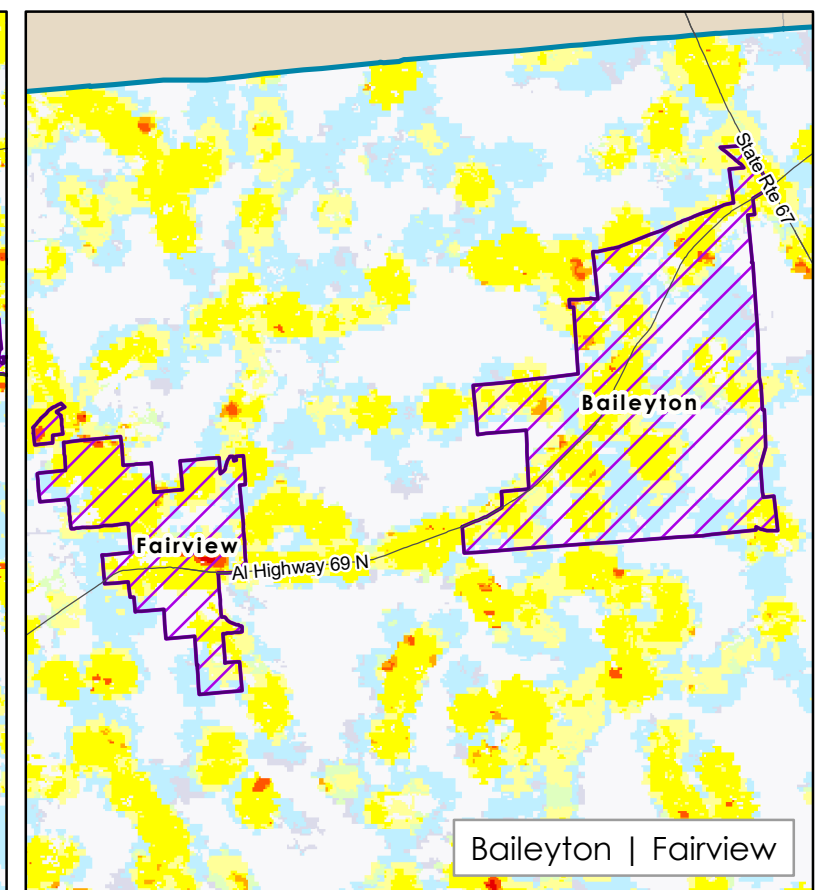 State Rte 67
Baileyton
Fairview
Al Highway 69 N
Baileyton | Fairview